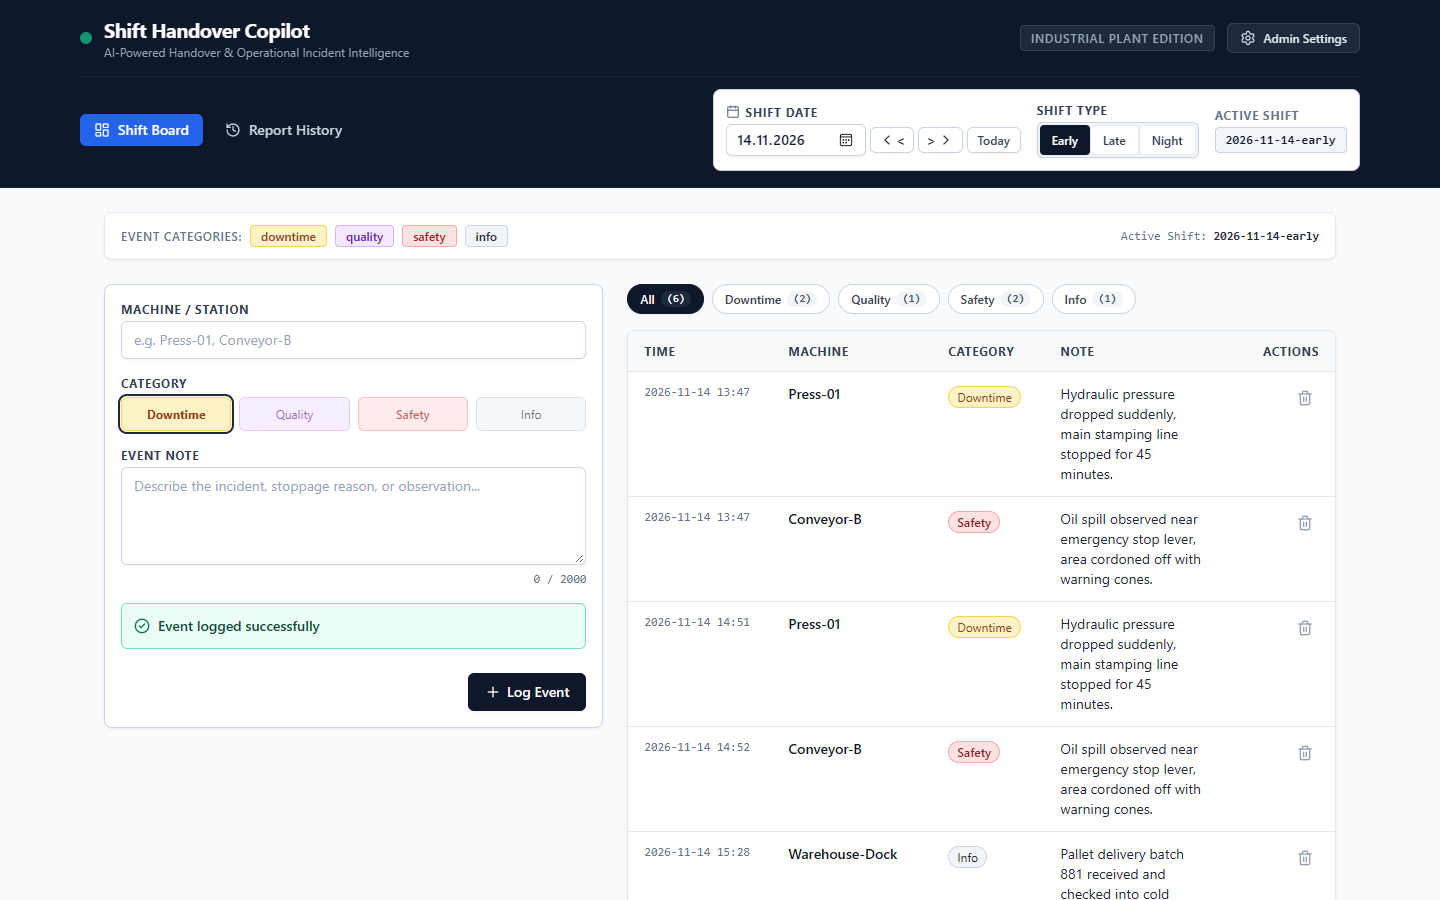 Shift Handover Copilot
AI-Powered Handover & Operational Incident Intelligence
INDUSTRIAL PLANT EDITION
Admin Settings
Shift Board
Report History
SHIFT DATE
14.11.2026
< <
> >
Today
SHIFT TYPE
Early
Late
Night
ACTIVE SHIFT
2026-11-14-early
EVENT CATEGORIES:
downtime
quality
safety
info
Active Shift: 2026-11-14-early
MACHINE / STATION
e.g. Press-01, Conveyor-B
CATEGORY
Downtime
Quality
Safety
Info
EVENT NOTE
Describe the incident, stoppage reason, or observation...
0 / 2000
Event logged successfully
+ Log Event
All (6)
Downtime (2)
Quality (1)
Safety (2)
Info (1)
TIME
MACHINE
CATEGORY
NOTE
ACTIONS
2026-11-14 13:47
Press-01
Downtime
Hydraulic pressure
dropped suddenly,
main stamping line
stopped for 45
minutes.
2026-11-14 13:47
Conveyor-B
Safety
Oil spill observed near
emergency stop lever,
area cordoned off with
warning cones.
2026-11-14 14:51
Press-01
Downtime
Hydraulic pressure
dropped suddenly,
main stamping line
stopped for 45
minutes.
2026-11-14 14:52
Conveyor-B
Safety
Oil spill observed near
emergency stop lever,
area cordoned off with
warning cones.
2026-11-14 15:28
Warehouse-Dock
Info
Pallet delivery batch
881 received and
checked into cold